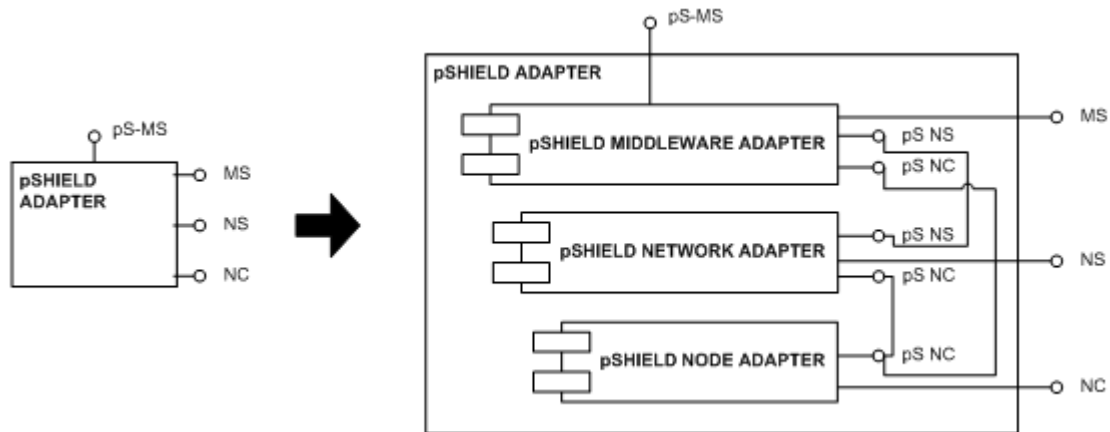 pS-MS
pSHIELD
ADAPTER
MS
NS
NC
pS-MS
pSHIELD ADAPTER
pSHIELD MIDDLEWARE ADAPTER
MS
pS NS
pS NC
pSHIELD NETWORK ADAPTER
pS NS
NS
pS NC
pSHIELD NODE ADAPTER
pS NC
NC